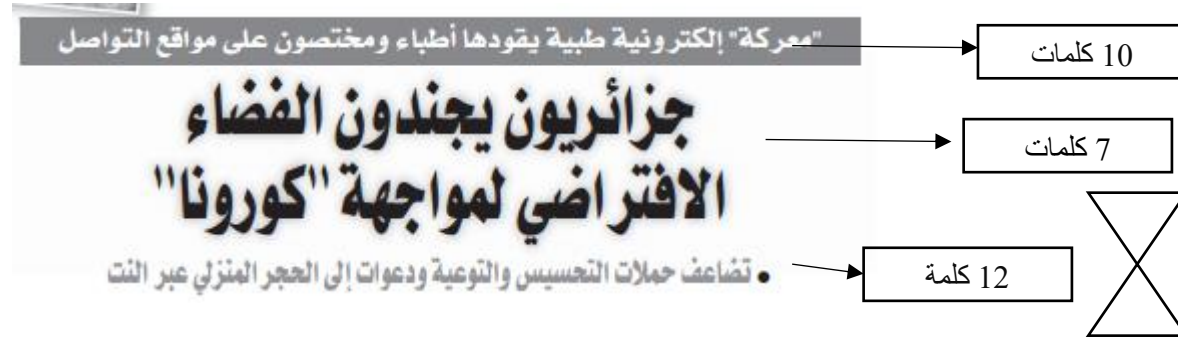 "معركة" إلكترونية طبية يقودها أطباء ومختصون على مواقع التواصل
10 كلمات
جزائريون يجندون الفضاء
7 كلمات
الافتراضي لمواجهة "كورونا"
• تضاعف حملات التحسيس والتوعية ودعوات إلى الحجر المنزلي عبر النت
12 كلمة